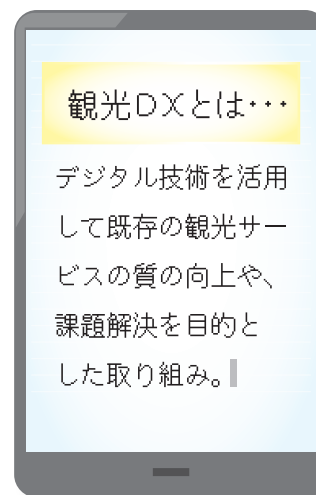 観光DXとは・・・
デジタル技術を活用
して既存の観光サー
ビスの質の向上や、
課題解決を目的と
した取り組み。